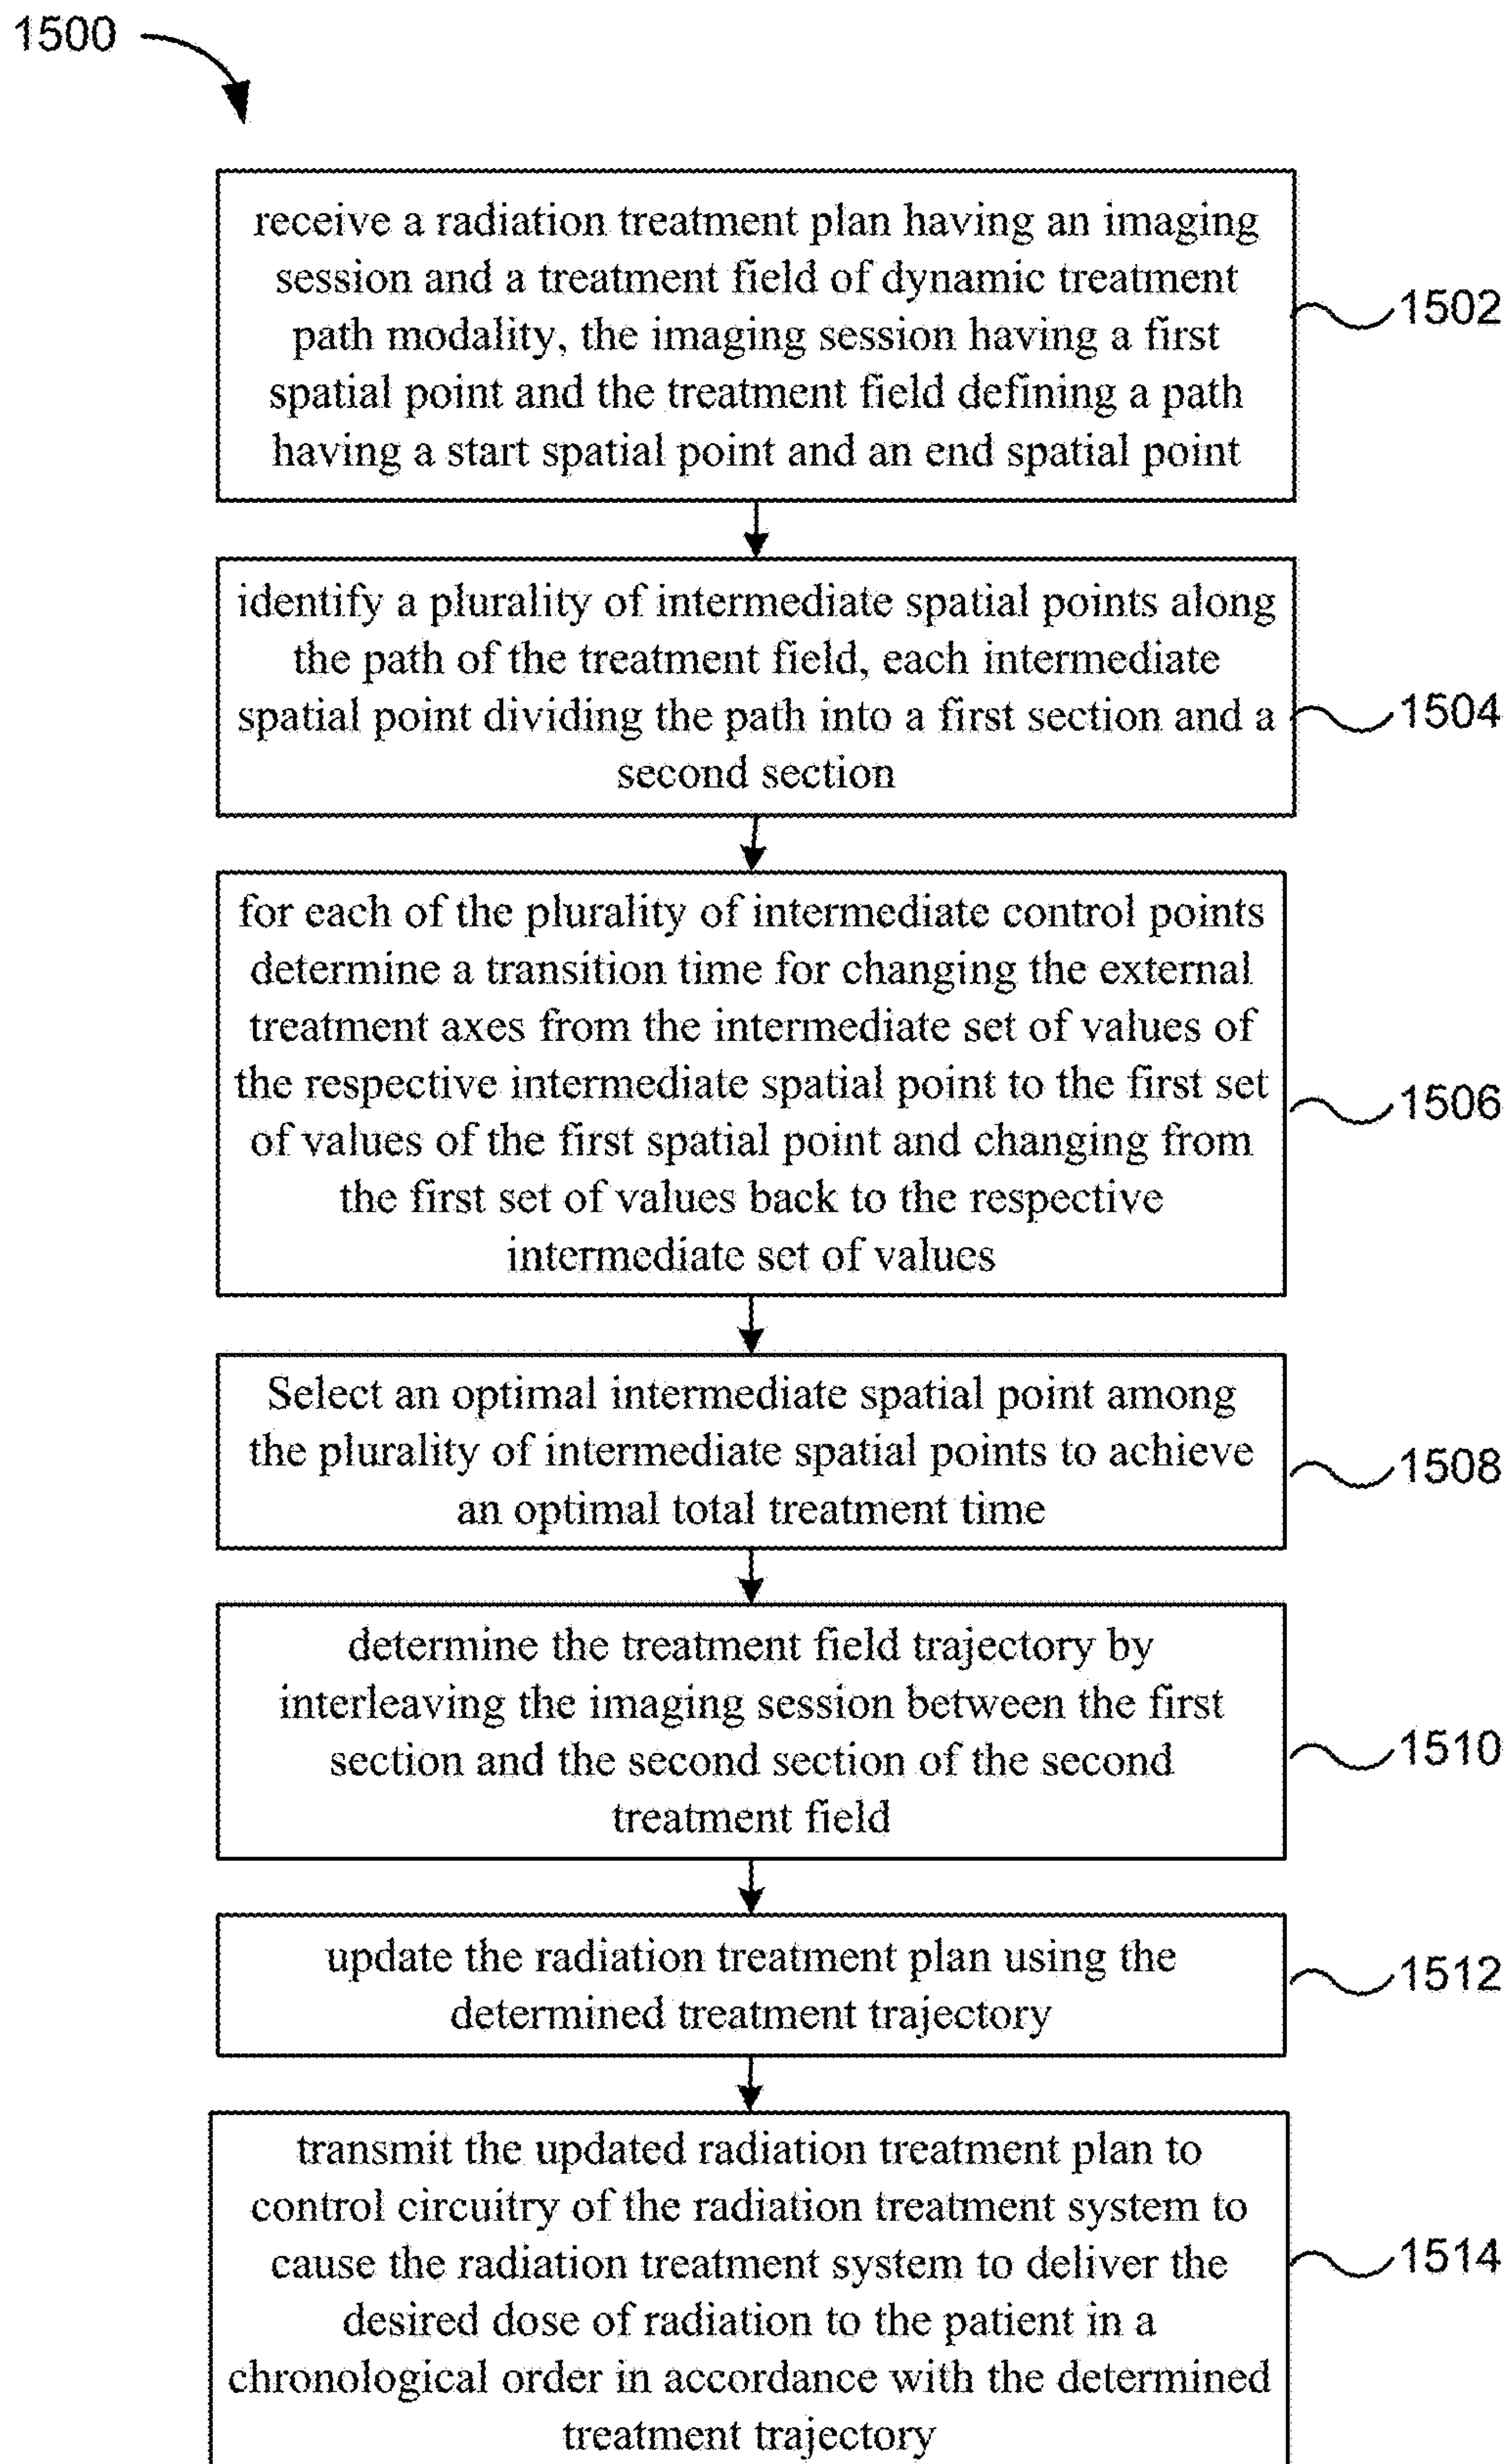 1500
receive a radiation treatment plan having an imaging
session and a treatment field of dynamic treatment
path modality, the imaging session having a first
spatial point and the treatment field defining a path
having a start spatial point and an end spatial point
1502
identify a plurality of intermediate spatial points along
the path of the treatment field, each intermediate
spatial point dividing the path into a first section and a
second section
1504
for each of the plurality of intermediate control points
determine a transition time for changing the external
treatment axes from the intermediate set of values of
the respective intermediate spatial point to the first set
of values of the first spatial point and changing from
the first set of values back to the respective
intermediate set of values
1506
Select an optimal intermediate spatial point among
the plurality of intermediate spatial points to achieve
an optimal total treatment time
1508
determine the treatment field trajectory by
interleaving the imaging session between the first
section and the second section of the second
treatment field
1510
update the radiation treatment plan using the
determined treatment trajectory
1512
transmit the updated radiation treatment plan to
control circuitry of the radiation treatment system to
cause the radiation treatment system to deliver the
desired dose of radiation to the patient in a
chronological order in accordance with the determined
treatment trajectory
1514